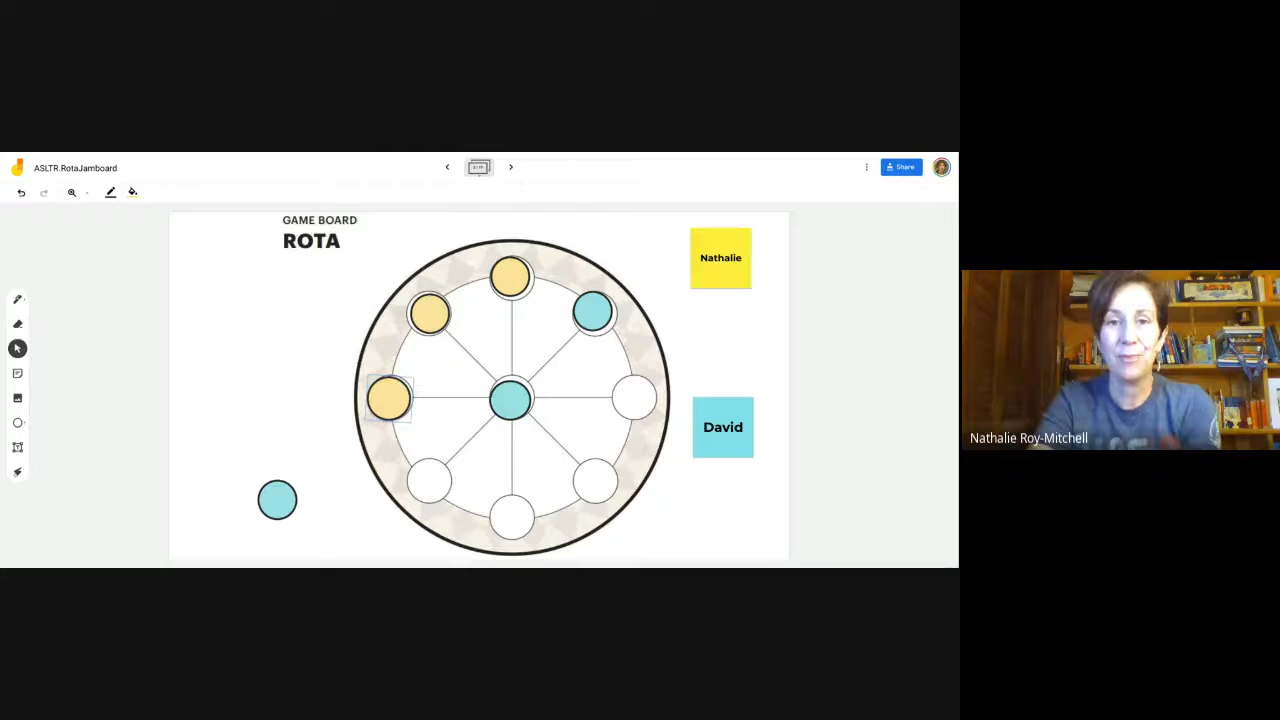 ASLTR.RotaJamboard
Share
GAME BOARD
ROTA
Nathalie
David
Nathalie Roy-Mitchell